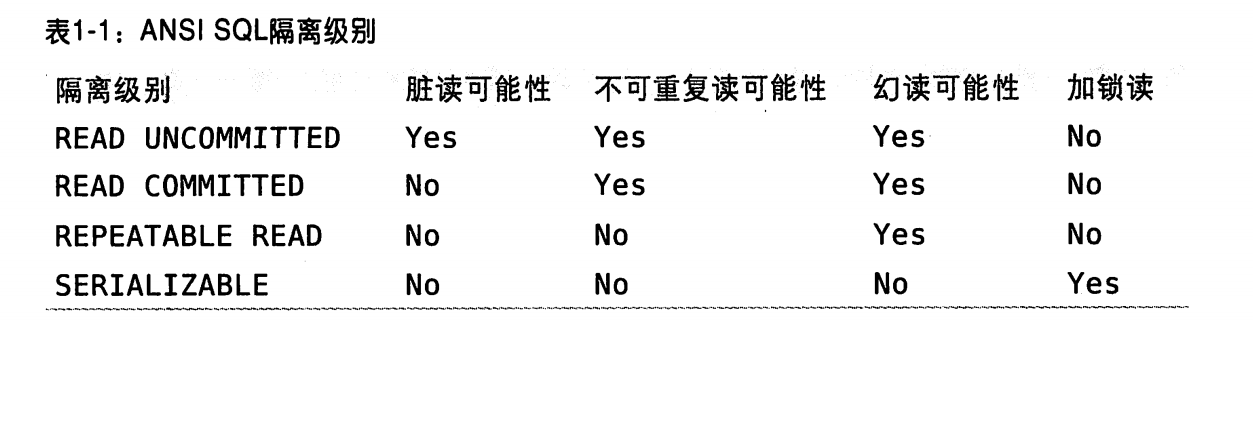 表1-1：ANSI SQL隔离级别
隔离级别 脏读可能性 不可重复读可能性 幻读可能性 加锁读
READ UNCOMMITTED Yes Yes Yes No
READ COMMITTED No Yes Yes No
REPEATABLE READ No No Yes No
SERIALIZABLE No No No Yes